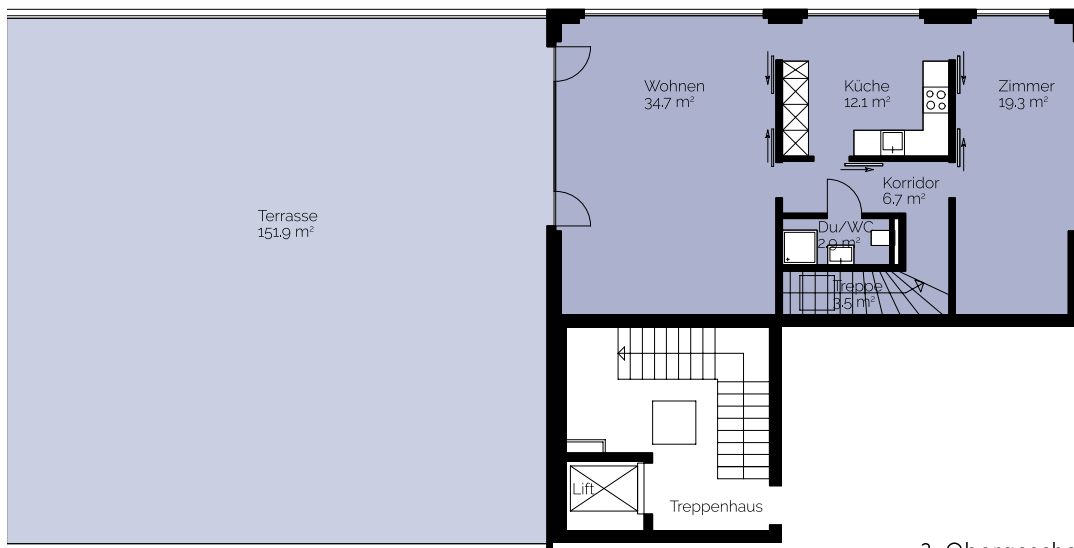 Wohnen
34.7 m²
Küche
12.1 m²
Zimmer
19.3 m²
Korridor
6.7 m²
Terrasse
151.9 m²
Du/WC
2.9 m²
Treppe
3.5 m²
Lift
Treppenhaus